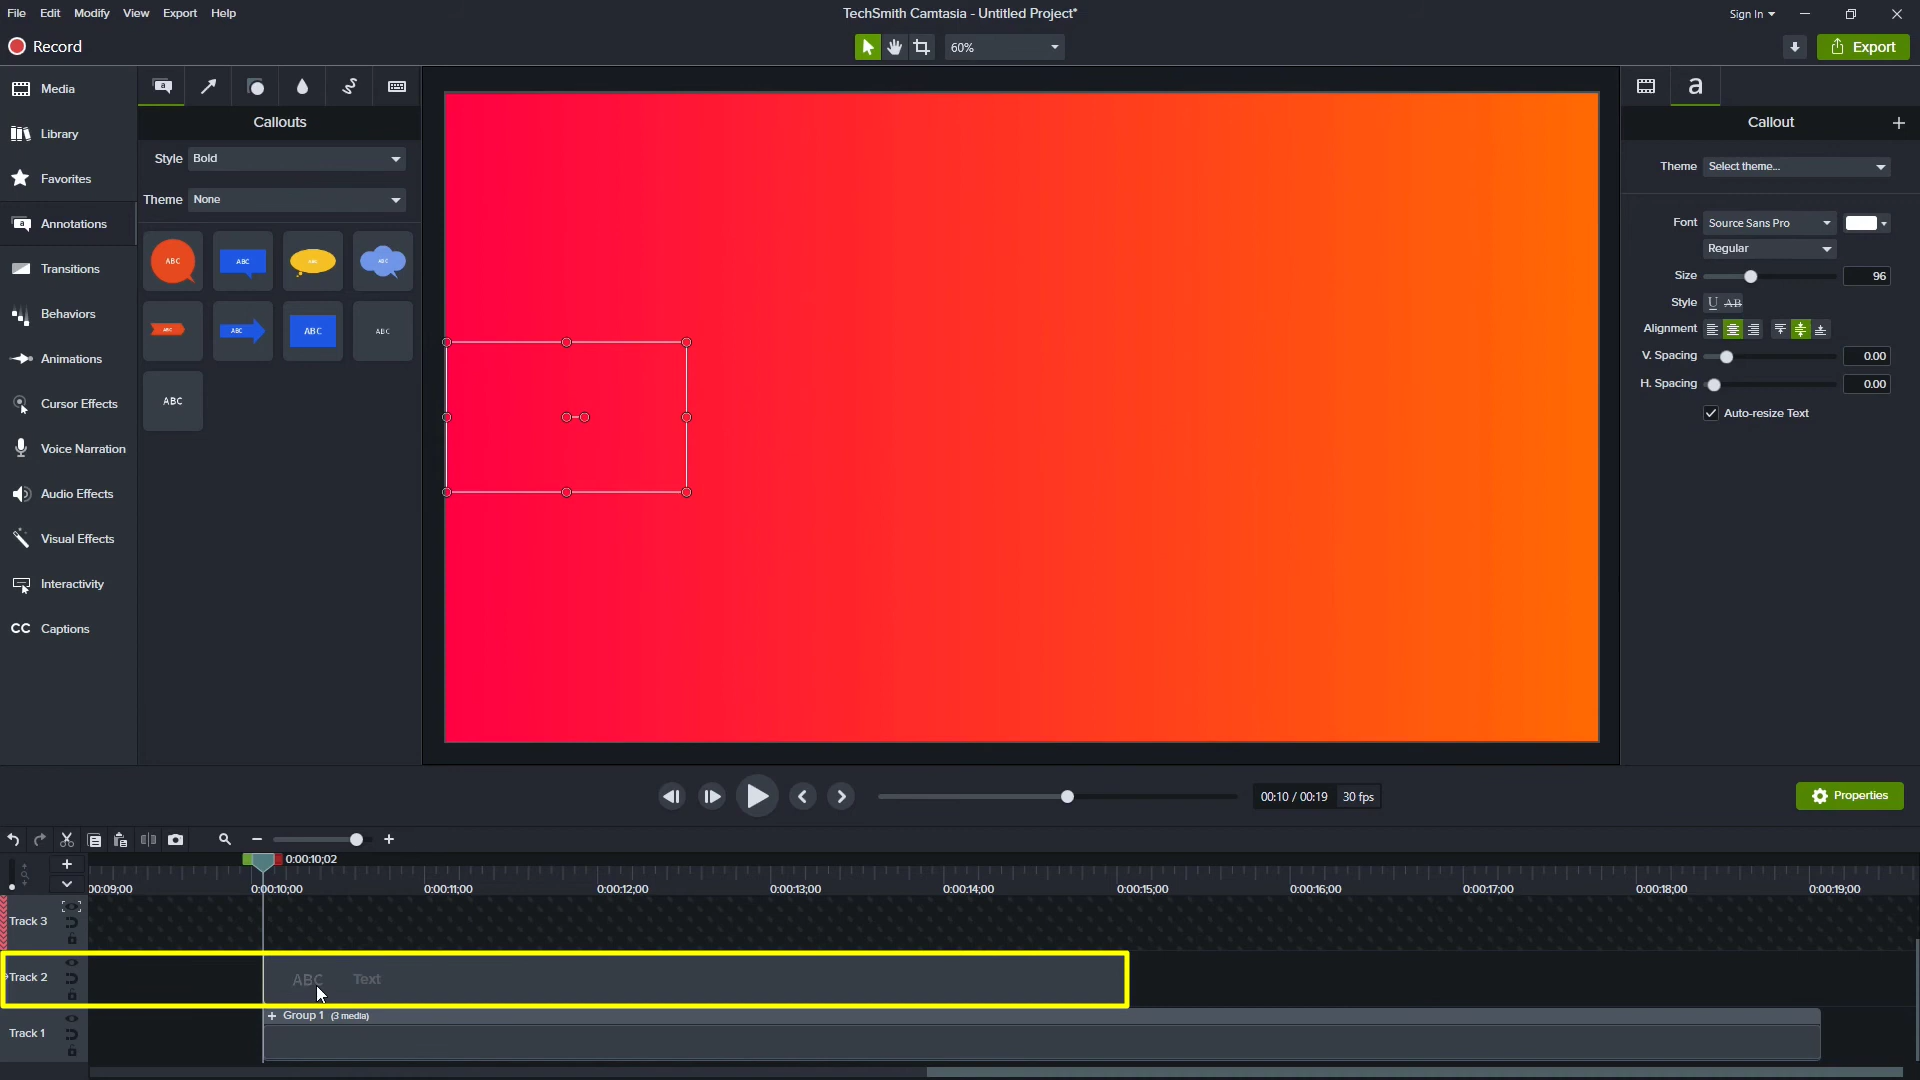 File Edit Modify View Export Help
TechSmith Camtasia - Untitled Project*
Sign In
Record
60%
Export
Media
Library
Favorites
Annotations
Transitions
Behaviors
Animations
Cursor Effects
Voice Narration
Audio Effects
Visual Effects
Interactivity
CC Captions
a
Callouts
Style Bold
Theme None
ABC ABC ABC ABC
ABC ABC ABC ABC
ABC
a
Callout
Theme Select theme...
Font Source Sans Pro
Regular
Size 96
Style U AB
Alignment
V. Spacing 0.00
H. Spacing 0.00
Auto-resize Text
00:10 / 00:19 30 fps
Properties
0:00:10;02
00:09;00 0:00:10;00 0:00:11;00 0:00:12;00 0:00:13;00 0:00:14;00 0:00:15;00 0:00:16;00 0:00:17;00 0:00:18;00 0:00:19;00
Track 3
Track 2
ABC Text
Group 1 (3 media)
Track 1